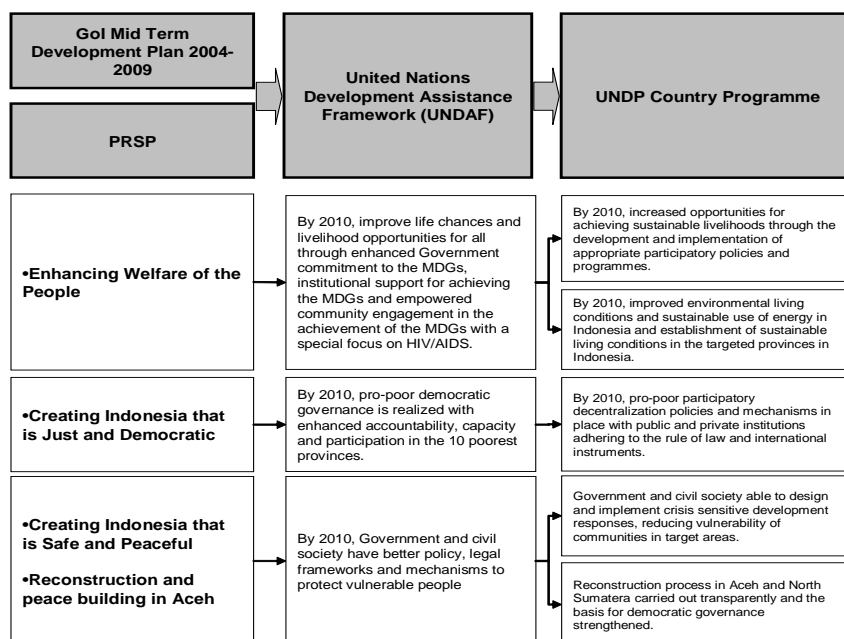 GoI Mid Term
Development Plan 2004-
2009
PRSP
United Nations
Development Assistance
Framework (UNDAF)
UNDP Country Programme
•Enhancing Welfare of the
People
By 2010, improve life chances and
livelihood opportunities for all
through enhanced Government
commitment to the MDGs,
institutional support for achieving
the MDGs and empowered
community engagement in the
achievement of the MDGs with a
special focus on HIV/AIDS.
By 2010, increased opportunities for
achieving sustainable livelihoods through the
development and implementation of
appropriate participatory policies and
programmes.
By 2010, improved environmental living
conditions and sustainable use of energy in
Indonesia and establishment of sustainable
living conditions in the targeted provinces in
Indonesia.
•Creating Indonesia that
is Just and Democratic
By 2010, pro-poor democratic
governance is realized with
enhanced accountability, capacity
and participation in the 10 poorest
provinces.
By 2010, pro-poor participatory
decentralization policies and mechanisms in
place with public and private institutions
adhering to the rule of law and international
instruments.
•Creating Indonesia that
is Safe and Peaceful
•Reconstruction and
peace building in Aceh
By 2010, Government and civil
society have better policy, legal
frameworks and mechanisms to
protect vulnerable people
Government and civil society able to design
and implement crisis sensitive development
responses, reducing vulnerability of
communities in target areas.
Reconstruction process in Aceh and North
Sumatera carried out transparently and the
basis for democratic governance
strengthened.